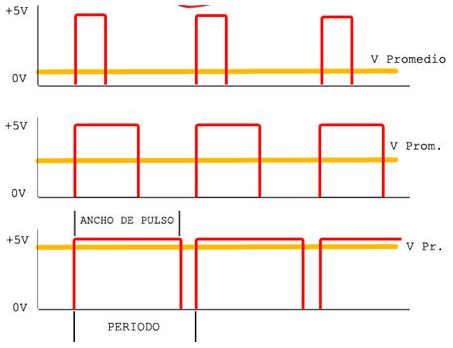 +5V
V Promedio
0V
+5V
V Prom.
0V
ANCHO DE PULSO
+5V
V Pr.
0V
PERIODO